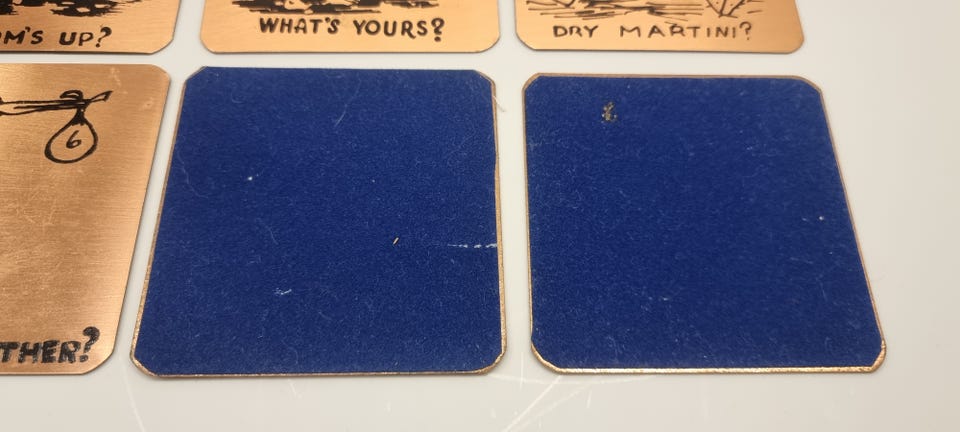 OM'S UP?
WHAT'S YOURS?
DRY MARTINI?
6
THER?